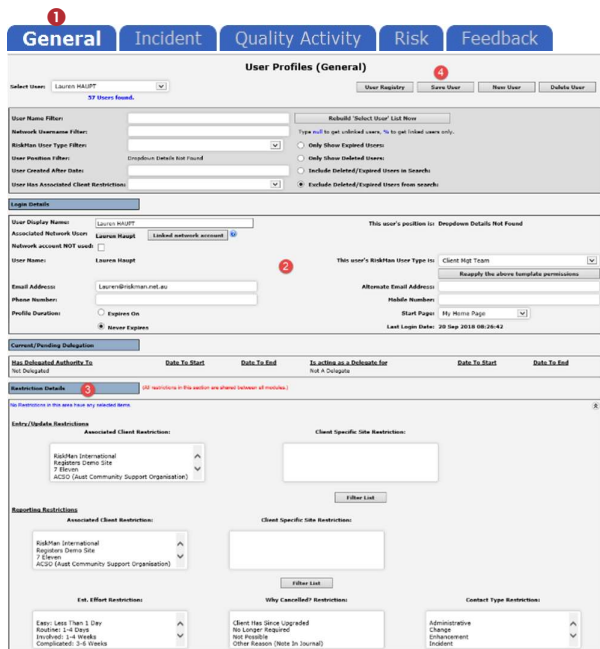 1
General Incident Quality Activity Risk Feedback
User Profiles (General)
4
Select User: Lauren HAUPT User Registry Save User New User Delete User
57 Users found.
User Name Filter: Rebuild 'Select User' List Now
Network Username Filter: Type null to get unlinked users, % to get linked users only.
RiskMan User Type Filter: Only Show Expired Users:
User Position Filter: Dropdown Details Not Found Only Show Deleted Users:
User Created After Date: Include Deleted/Expired Users in Search:
User Has Associated Client Restriction: Exclude Deleted/Expired Users from search:
Login Details
User Display Name: Lauren HAUPT This user's position is: Dropdown Details Not Found
Associated Network User: Lauren Haupt Linked network account
Network account NOT used:
User Name: Lauren Haupt 2 This user's RiskMan User Type is: Client Mgt Team
Reapply the above template permissions
Email Address: Lauren@riskman.net.au Alternate Email Address:
Phone Number: Mobile Number:
Profile Duration: Expires On Start Page: My Home Page
Never Expires Last Login Date: 20 Sep 2018 08:26:42
Current/Pending Delegation
Has Delegated Authority To Date To Start Date To End Is acting as a Delegate for Date To Start Date To End
Not Delegated Not A Delegate
Restriction Details 3 (All restrictions in this section are shared between all modules.)
No Restrictions in this area have any selected items.
Entry/Update Restrictions
Associated Client Restriction: Client Specific Site Restriction:
RiskMan International
Registers Demo Site
7 Eleven
ACSO (Aust Community Support Organisation)
Filter List
Reporting Restrictions
Associated Client Restriction: Client Specific Site Restriction:
RiskMan International
Registers Demo Site
7 Eleven
ACSO (Aust Community Support Organisation)
Filter List
Est. Effort Restriction: Why Cancelled? Restriction: Contact Type Restriction:
Easy: Less Than 1 Day Client Has Since Upgraded Administrative
Routine: 1-4 Days No Longer Required Change
Involved: 1-4 Weeks Not Possible Enhancement
Complicated: 3-6 Weeks Other Reason (Note In Journal) Incident